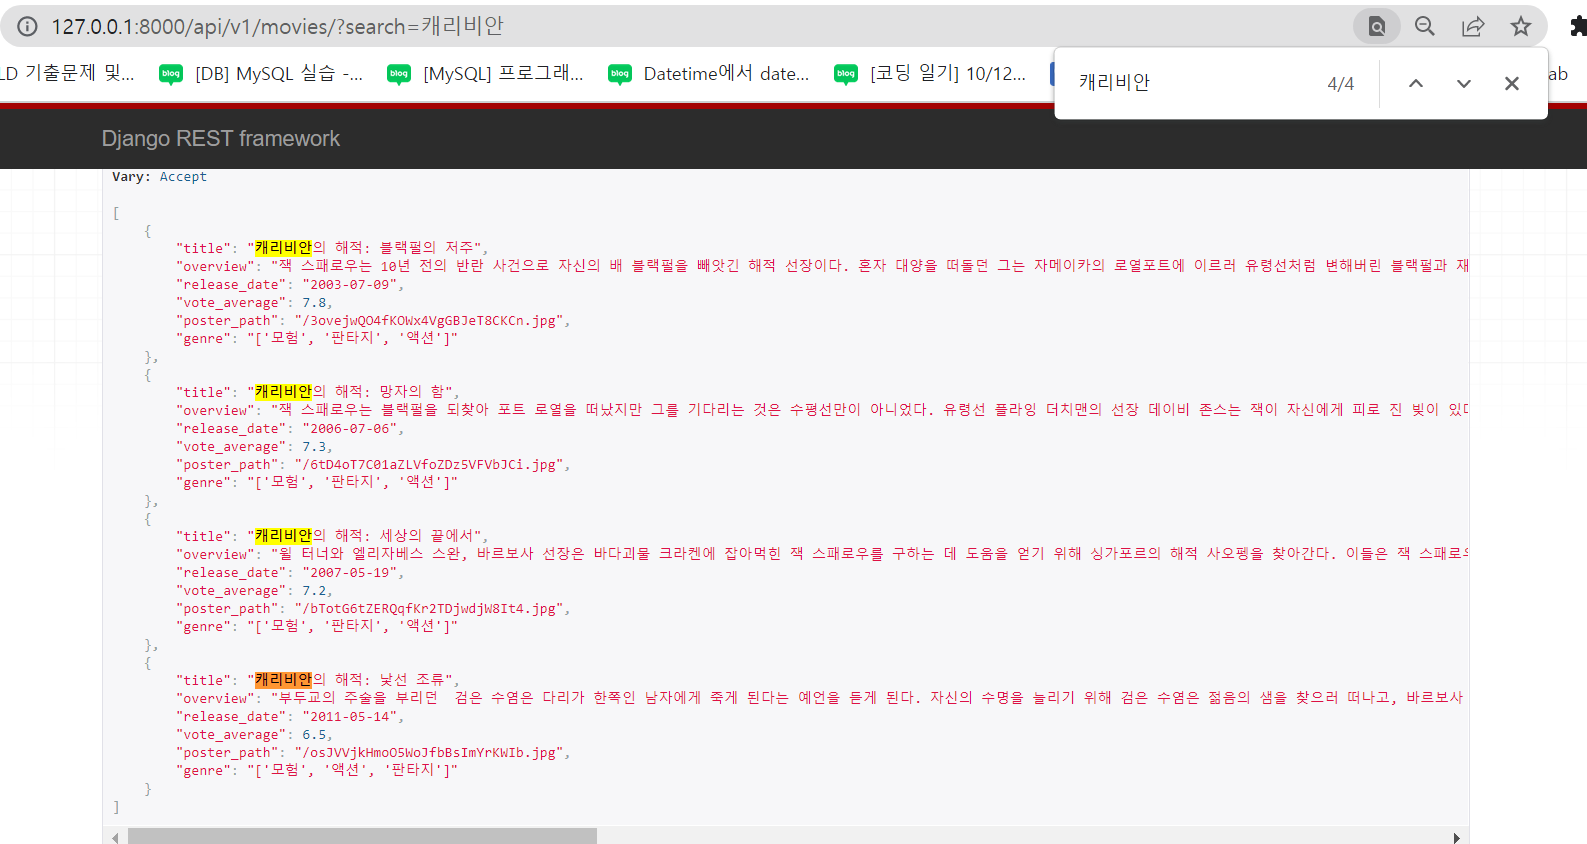 127.0.0.1:8000/api/v1/movies/?search=캐리비안
LD 기출문제 및... [DB] MySQL 실습 -... [MySQL] 프로그래... Datetime에서 date... [코딩 일기] 10/12... ab
캐리비안 4/4
Django REST framework
Vary: Accept
[
{
"title": "캐리비안의 해적: 블랙펄의 저주",
"overview": "잭 스패로우는 10년 전의 반란 사건으로 자신의 배 블랙펄을 빼앗긴 해적 선장이다. 혼자 대양을 떠돌던 그는 자메이카의 로열포트에 이르러 유령선처럼 변해버린 블랙펄과 재
"release_date": "2003-07-09",
"vote_average": 7.8,
"poster_path": "/3ovejwQO4fKOWx4VgGBJeT8CKCn.jpg",
"genre": "['모험', '판타지', '액션']"
},
{
"title": "캐리비안의 해적: 망자의 함",
"overview": "잭 스패로우는 블랙펄을 되찾아 포트 로열을 떠났지만 그를 기다리는 것은 수평선만이 아니었다. 유령선 플라잉 더치맨의 선장 데이비 존스는 잭이 자신에게 피로 진 빚이 있다
"release_date": "2006-07-06",
"vote_average": 7.3,
"poster_path": "/6tD4oT7C01aZLVfoZDz5VFVbJCi.jpg",
"genre": "['모험', '판타지', '액션']"
},
{
"title": "캐리비안의 해적: 세상의 끝에서",
"overview": "윌 터너와 엘리자베스 스완, 바르보사 선장은 바다괴물 크라켄에 잡아먹힌 잭 스패로우를 구하는 데 도움을 얻기 위해 싱가포르의 해적 사오펭을 찾아간다. 이들은 잭 스패로우
"release_date": "2007-05-19",
"vote_average": 7.2,
"poster_path": "/bTotG6tZERQqfKr2TDjwdjW8It4.jpg",
"genre": "['모험', '판타지', '액션']"
},
{
"title": "캐리비안의 해적: 낯선 조류",
"overview": "부두교의 주술을 부리던  검은 수염은 다리가 한쪽인 남자에게 죽게 된다는 예언을 듣게 된다. 자신의 수명을 늘리기 위해 검은 수염은 젊음의 샘을 찾으러 떠나고, 바르보사
"release_date": "2011-05-14",
"vote_average": 6.5,
"poster_path": "/osJVVjkHmoO5WoJfbBsImYrKWIb.jpg",
"genre": "['모험', '액션', '판타지']"
}
]